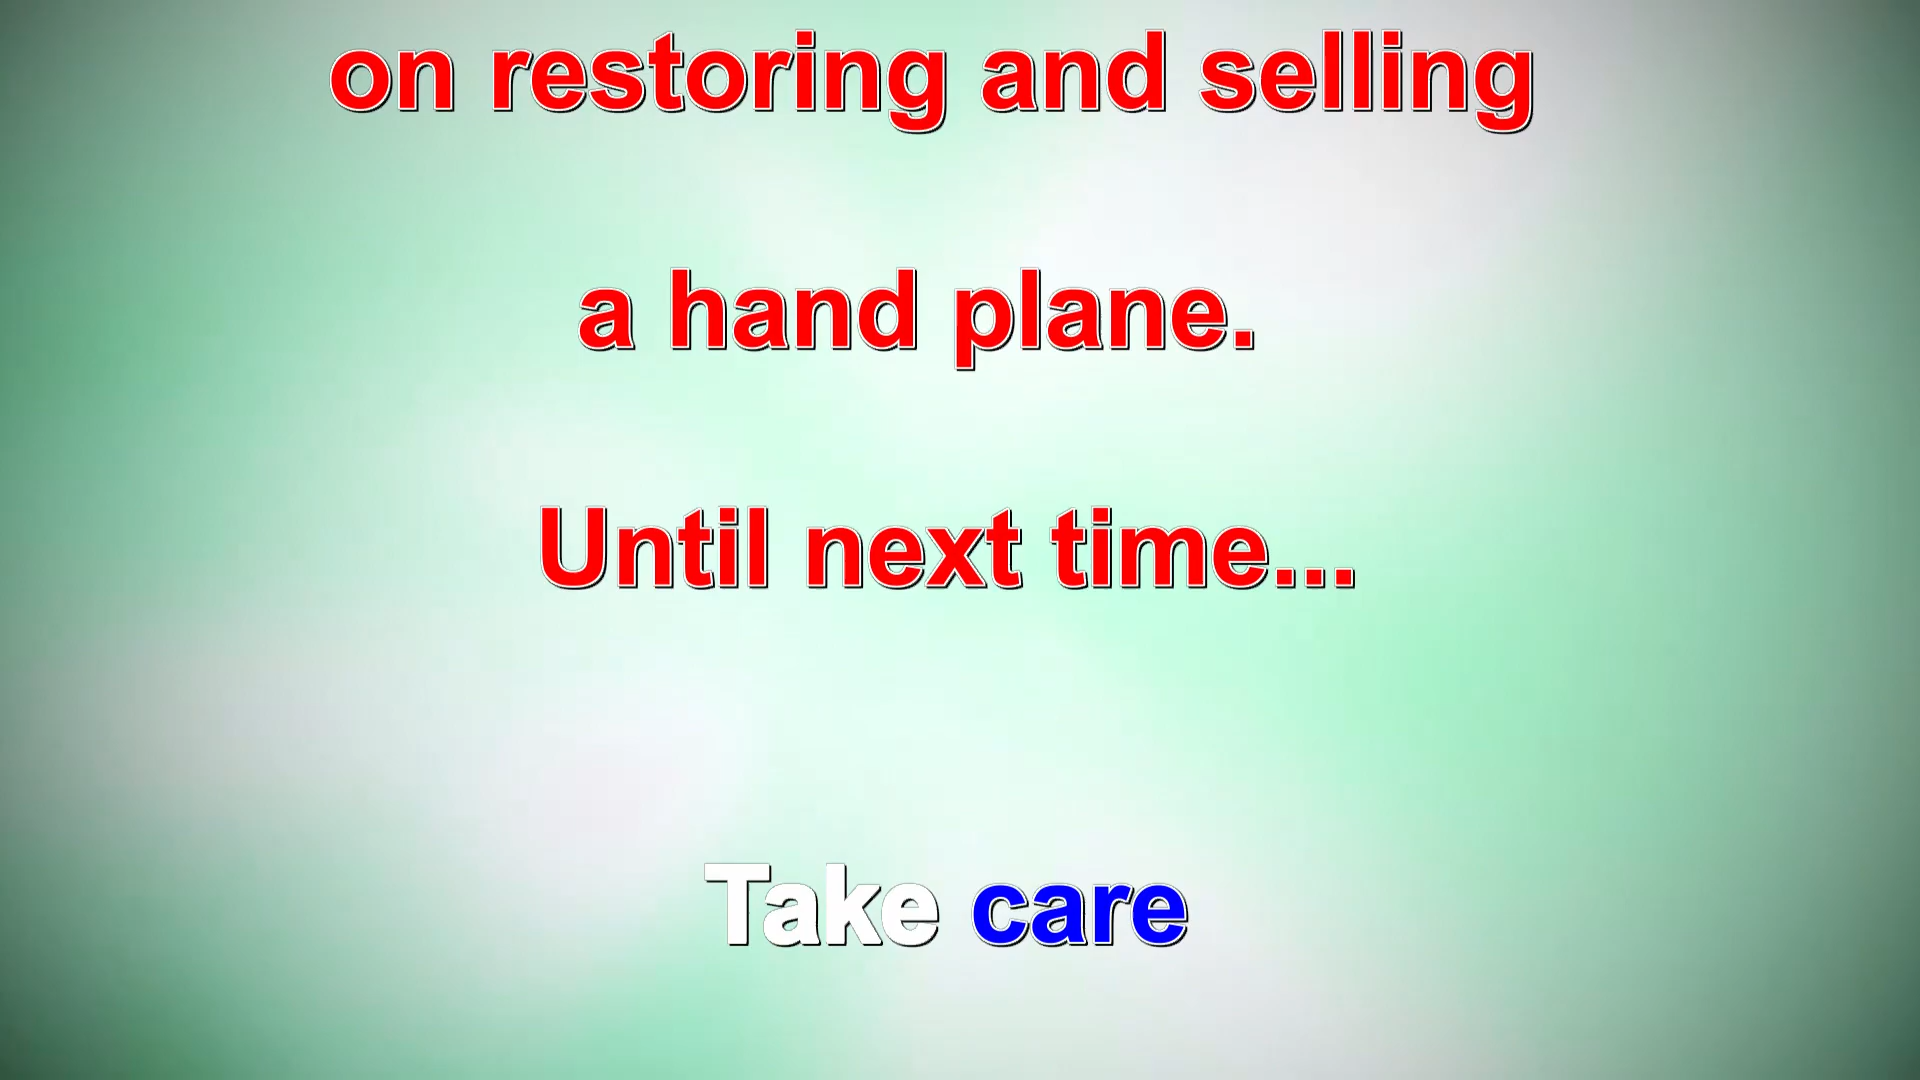 on restoring and selling
a hand plane.
Until next time...
Take care